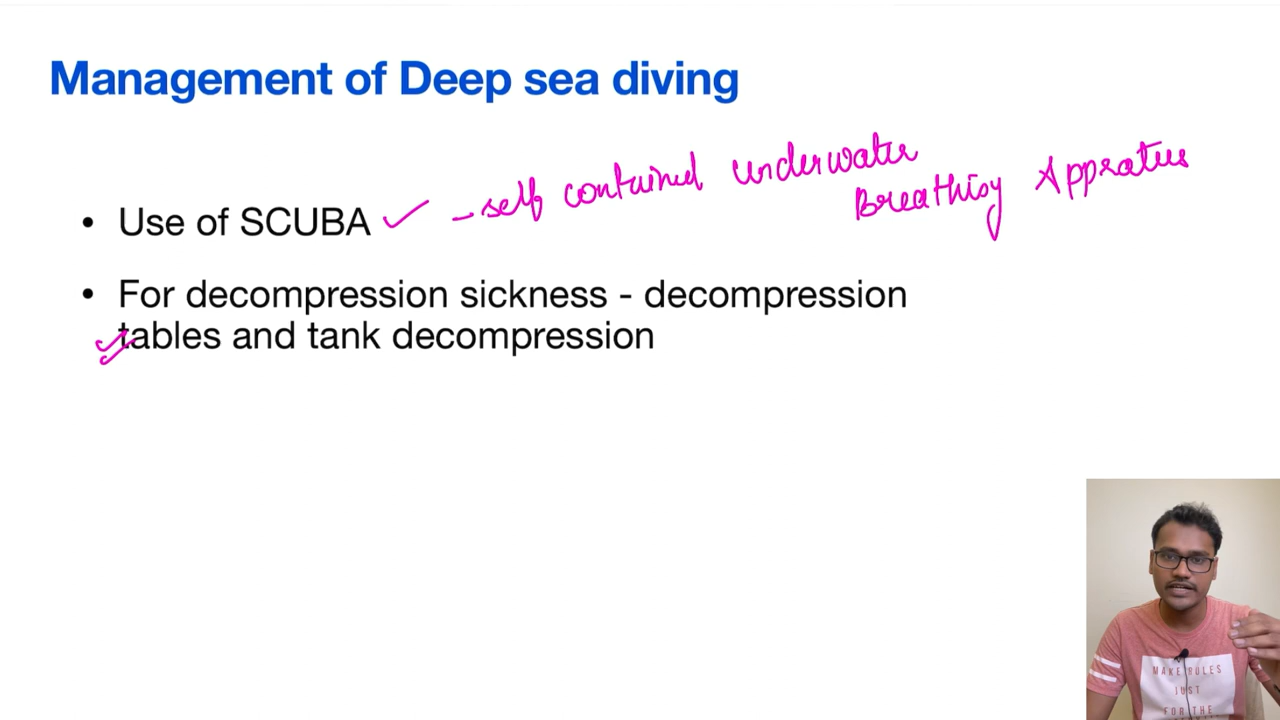 Management of Deep sea diving
• Use of SCUBA ✓ - self contained underwater
Breathing Appratus
• For decompression sickness - decompression
tables and tank decompression
MAKE RULES
JUST
FOR THE